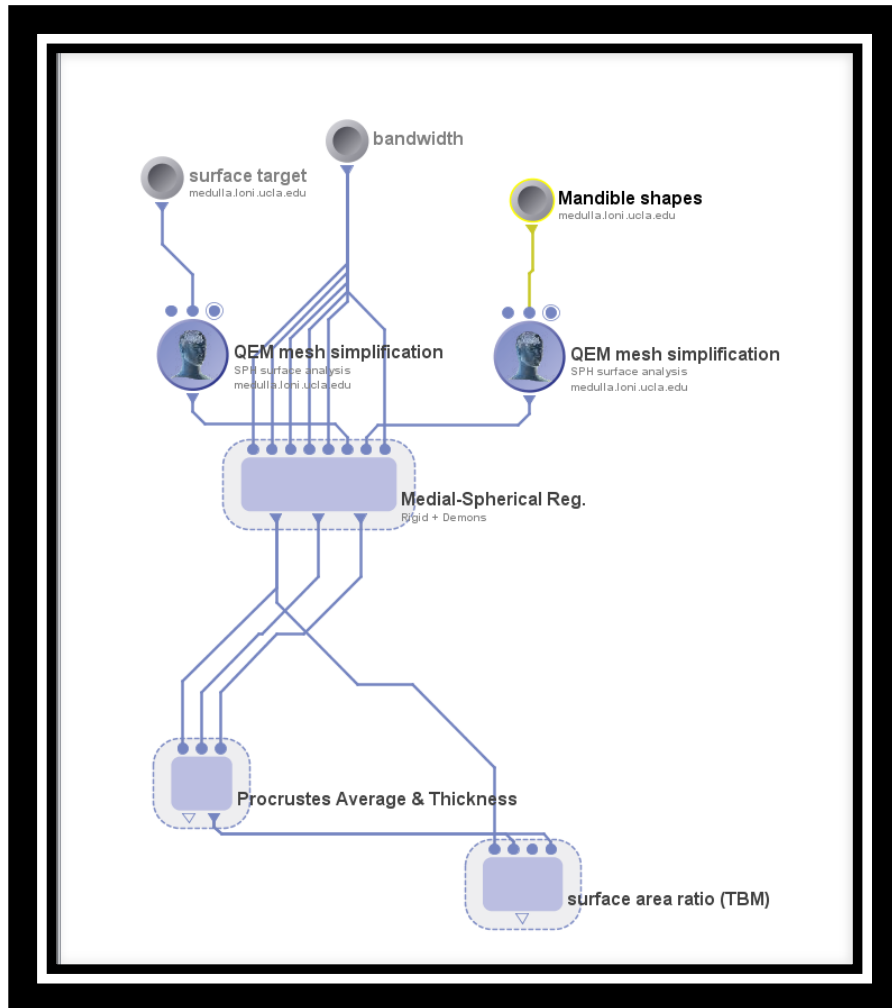 bandwidth
surface target
medulla.loni.ucla.edu
Mandible shapes
medulla.loni.ucla.edu
QEM mesh simplification
SPH surface analysis
medulla.loni.ucla.edu
QEM mesh simplification
SPH surface analysis
medulla.loni.ucla.edu
Medial-Spherical Reg.
Rigid + Demons
Procrustes Average & Thickness
surface area ratio (TBM)